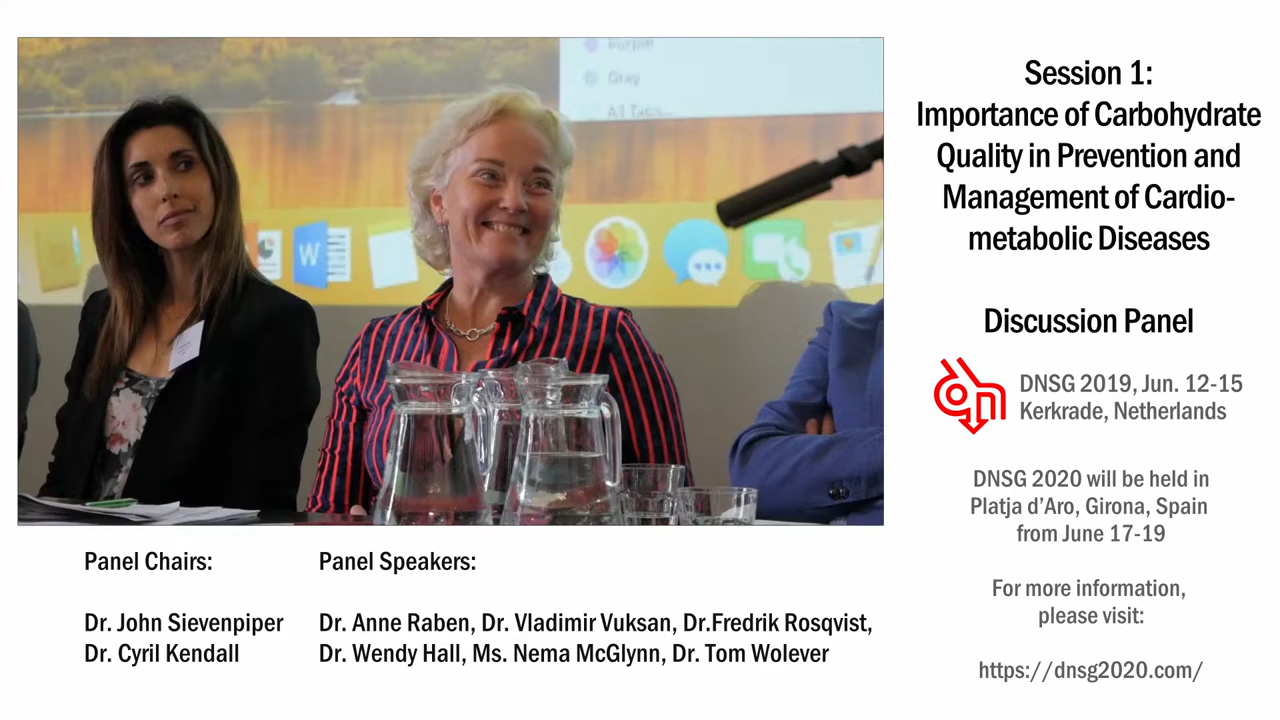 Purple
Gray
All Tags...
W
Session 1:
Importance of Carbohydrate
Quality in Prevention and
Management of Cardio-
metabolic Diseases
Discussion Panel
DNSG 2019, Jun. 12-15
Kerkrade, Netherlands
DNSG 2020 will be held in
Platja d'Aro, Girona, Spain
from June 17-19
For more information,
please visit:
https://dnsg2020.com/
Panel Chairs:
Dr. John Sievenpiper
Dr. Cyril Kendall
Panel Speakers:
Dr. Anne Raben, Dr. Vladimir Vuksan, Dr.Fredrik Rosqvist,
Dr. Wendy Hall, Ms. Nema McGlynn, Dr. Tom Wolever